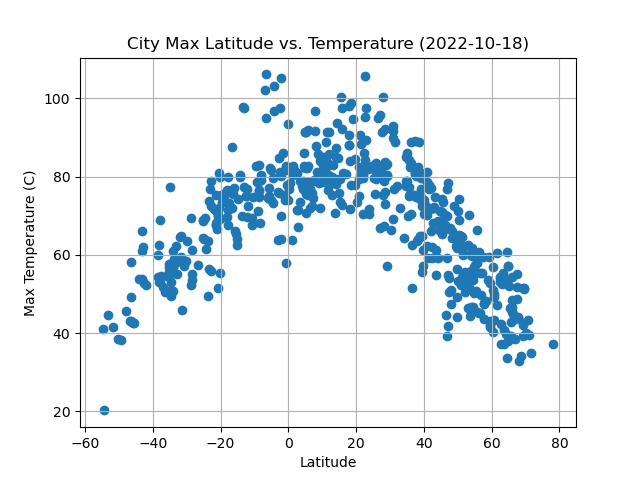 City Max Latitude vs. Temperature (2022-10-18)
100
80
60
40
20
Max Temperature (C)
−60 −40 −20 0 20 40 60 80
Latitude